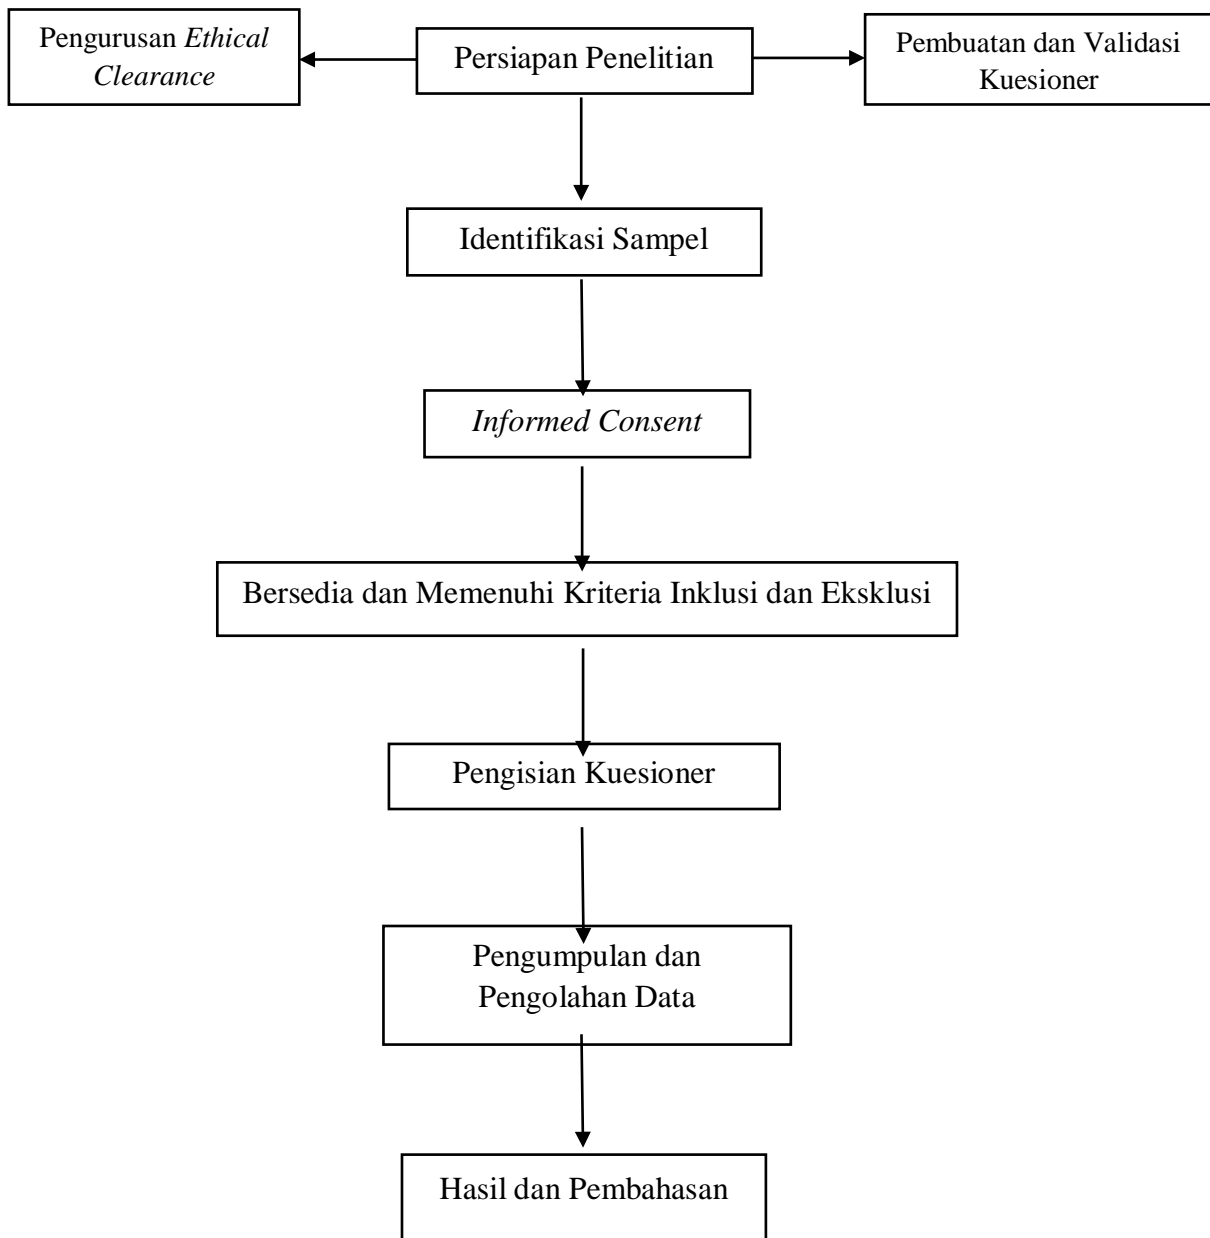 Pengurusan Ethical
Clearance
Persiapan Penelitian
Pembuatan dan Validasi
Kuesioner
Identifikasi Sampel
Informed Consent
Bersedia dan Memenuhi Kriteria Inklusi dan Eksklusi
Pengisian Kuesioner
Pengumpulan dan
Pengolahan Data
Hasil dan Pembahasan